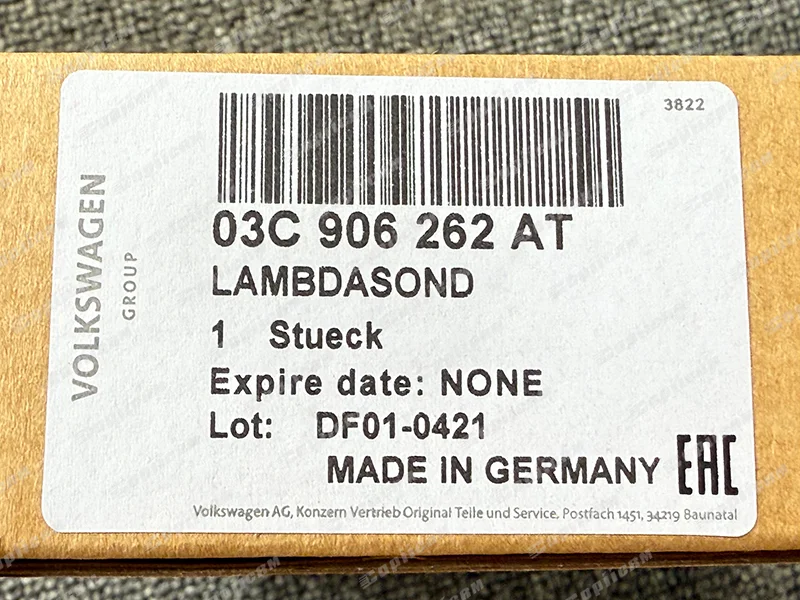 3822
VOLKSWAGEN
GROUP
03C 906 262 AT
LAMBDASOND
1 Stueck
Expire date: NONE
Lot: DF01-0421
MADE IN GERMANY
EAC
Volkswagen AG, Konzern Vertrieb Original Teile und Service, Postfach 1451, 34219 Baunatal